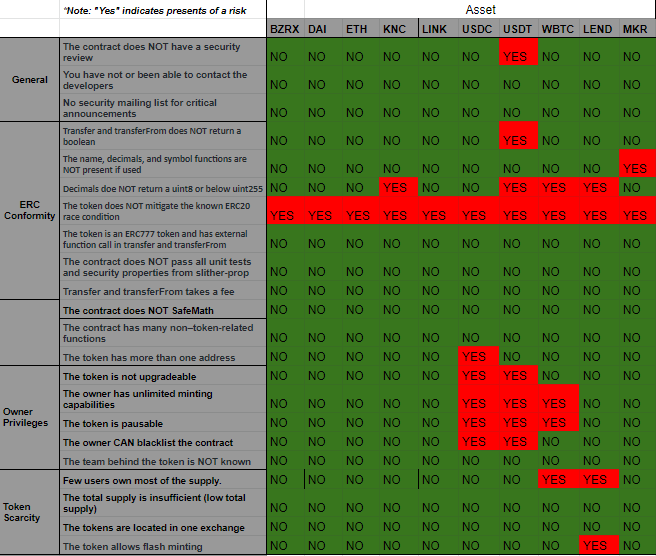 *Note: "Yes" indicates presents of a risk
Asset
BZRX DAI ETH KNC LINK USDC USDT WBTC LEND MKR
General
The contract does NOT have a security
review
NO NO NO NO NO NO YES NO NO NO
You have not or been able to contact the
developers
NO NO NO NO NO NO NO NO NO NO
No security mailing list for critical
announcements
NO NO NO NO NO NO NO NO NO NO
ERC
Conformity
Transfer and transferFrom does NOT return a
boolean
NO NO NO NO NO NO YES NO NO NO
The name, decimals, and symbol functions are
NOT present if used
NO NO NO NO NO NO NO NO NO YES
Decimals doe NOT return a uint8 or below uint255
NO NO NO YES NO NO YES YES YES NO
The token does NOT mitigate the known ERC20
race condition
YES YES YES YES YES YES YES YES YES YES
The token is an ERC777 token and has external
function call in transfer and transferFrom
NO NO NO NO NO NO NO NO NO NO
The contract does NOT pass all unit tests
and security properties from slither-prop
NO NO NO NO NO NO NO NO NO NO
Transfer and transferFrom takes a fee
NO NO NO NO NO NO NO NO NO NO
The contract does NOT SafeMath
NO NO NO NO NO NO NO NO NO NO
The contract has many non–token-related
functions
NO NO NO NO NO NO NO NO NO NO
The token has more than one address
NO NO NO NO NO YES NO NO NO NO
Owner
Privileges
The token is not upgradeable
NO NO NO NO NO YES YES NO NO NO
The owner has unlimited minting
capabilities
NO NO NO NO NO YES YES YES NO NO
The token is pausable
NO NO NO NO NO YES YES YES NO NO
The owner CAN blacklist the contract
NO NO NO NO NO YES YES NO NO NO
The team behind the token is NOT known
NO NO NO NO NO NO NO NO NO NO
Token
Scarcity
Few users own most of the supply.
NO NO NO NO NO NO NO YES YES NO
The total supply is insufficient (low total
supply)
NO NO NO NO NO NO NO NO NO NO
The tokens are located in one exchange
NO NO NO NO NO NO NO NO NO NO
The token allows flash minting
NO NO NO NO NO NO NO NO YES NO